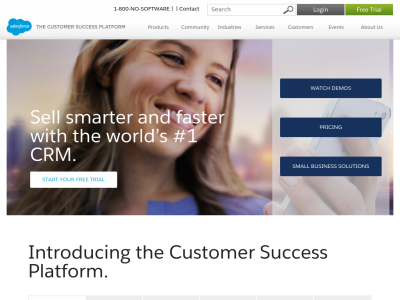 1-800-NO-SOFTWARE | | Contact
Search
Login
Free Trial
salesforce
THE CUSTOMER SUCCESS PLATFORM
Products
Community
Industries
Services
Customers
Events
About Us
Sell smarter and faster
with the world's #1
CRM.
START YOUR FREE TRIAL
WATCH DEMOS
PRICING
SMALL BUSINESS SOLUTIONS
Introducing the Customer Success
Platform.